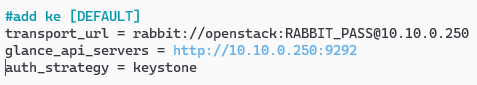 #add ke [DEFAULT]
transport_url = rabbit://openstack:RABBIT_PASS@10.10.0.250
glance_api_servers = http://10.10.0.250:9292
auth_strategy = keystone